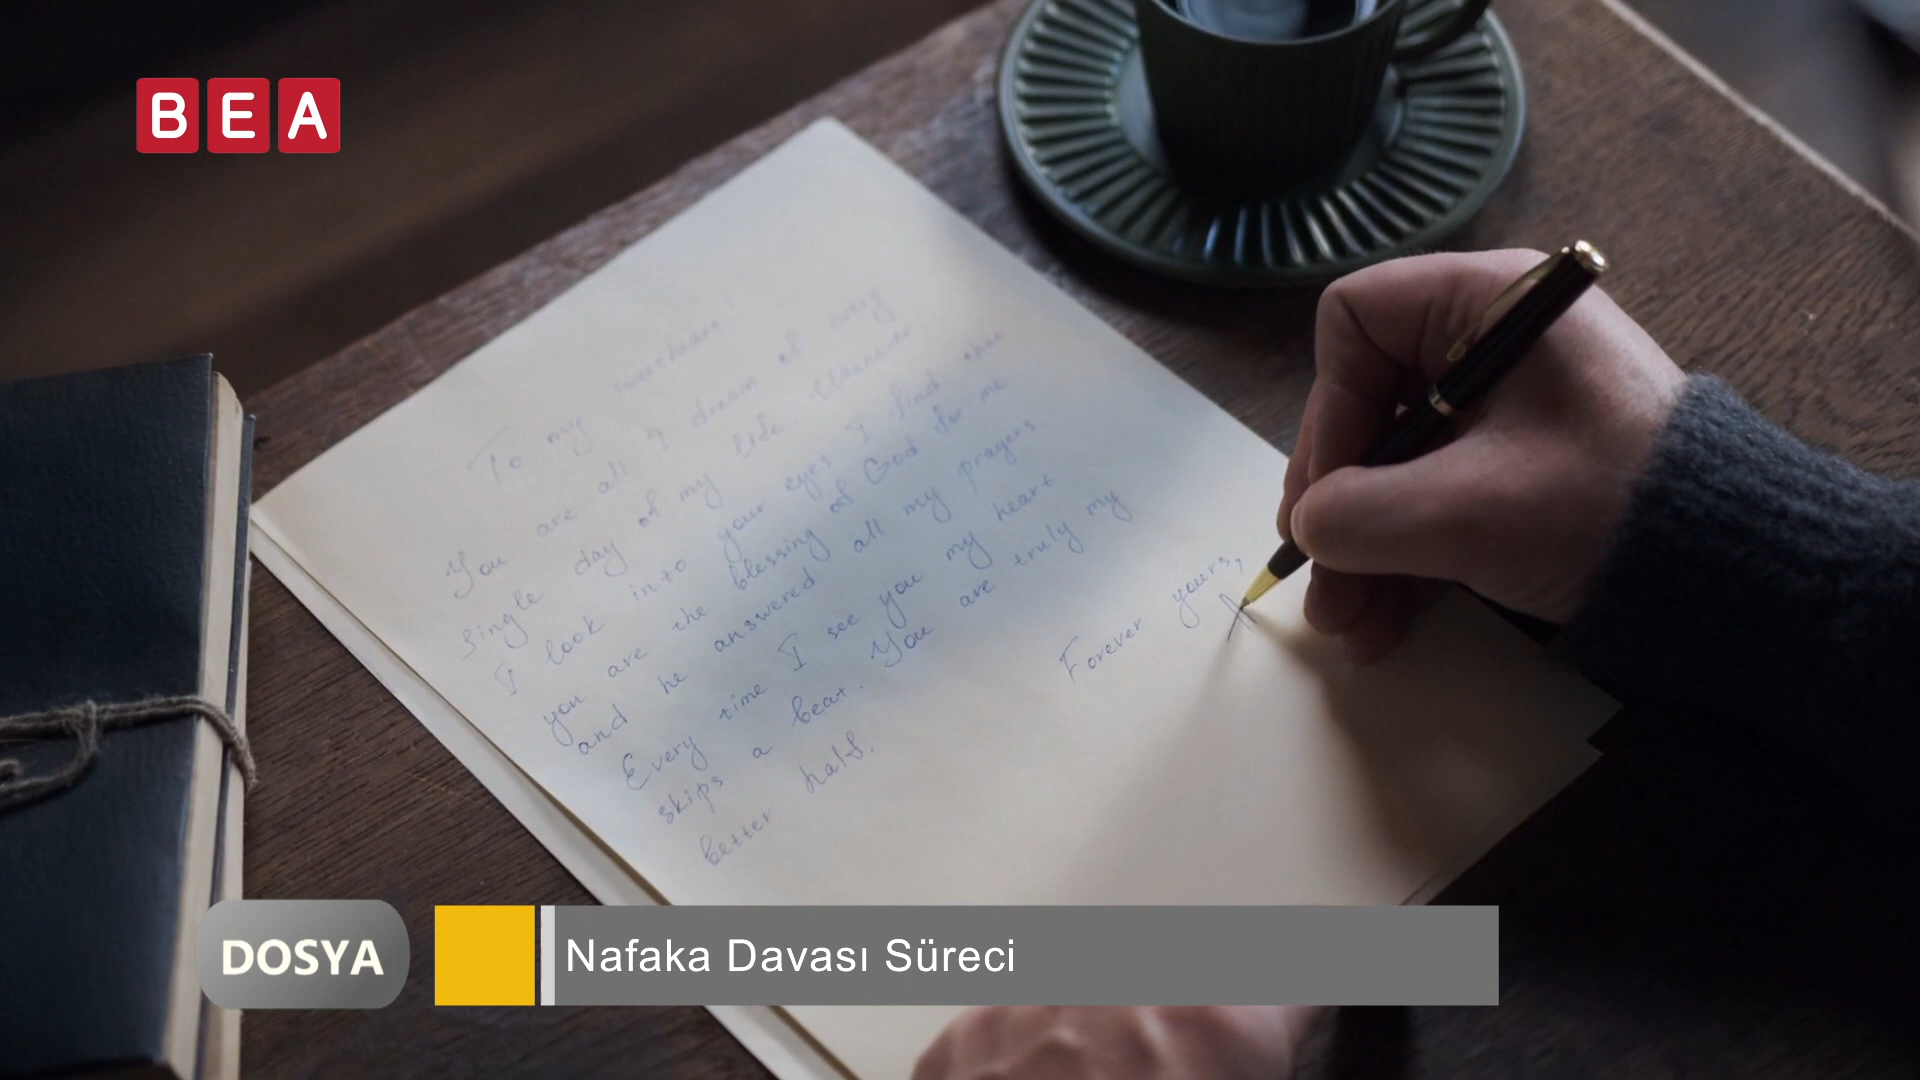 BEA
To my sweetheart!
You are all I dream of every
single day of my life. Whenever
I look into your eyes I find that
you are the blessing of God for me
and he answered all my prayers.
Every time I see you my heart
skips a beat. You are truly my
better half.
Forever yours,
A
DOSYA
Nafaka Davası Süreci